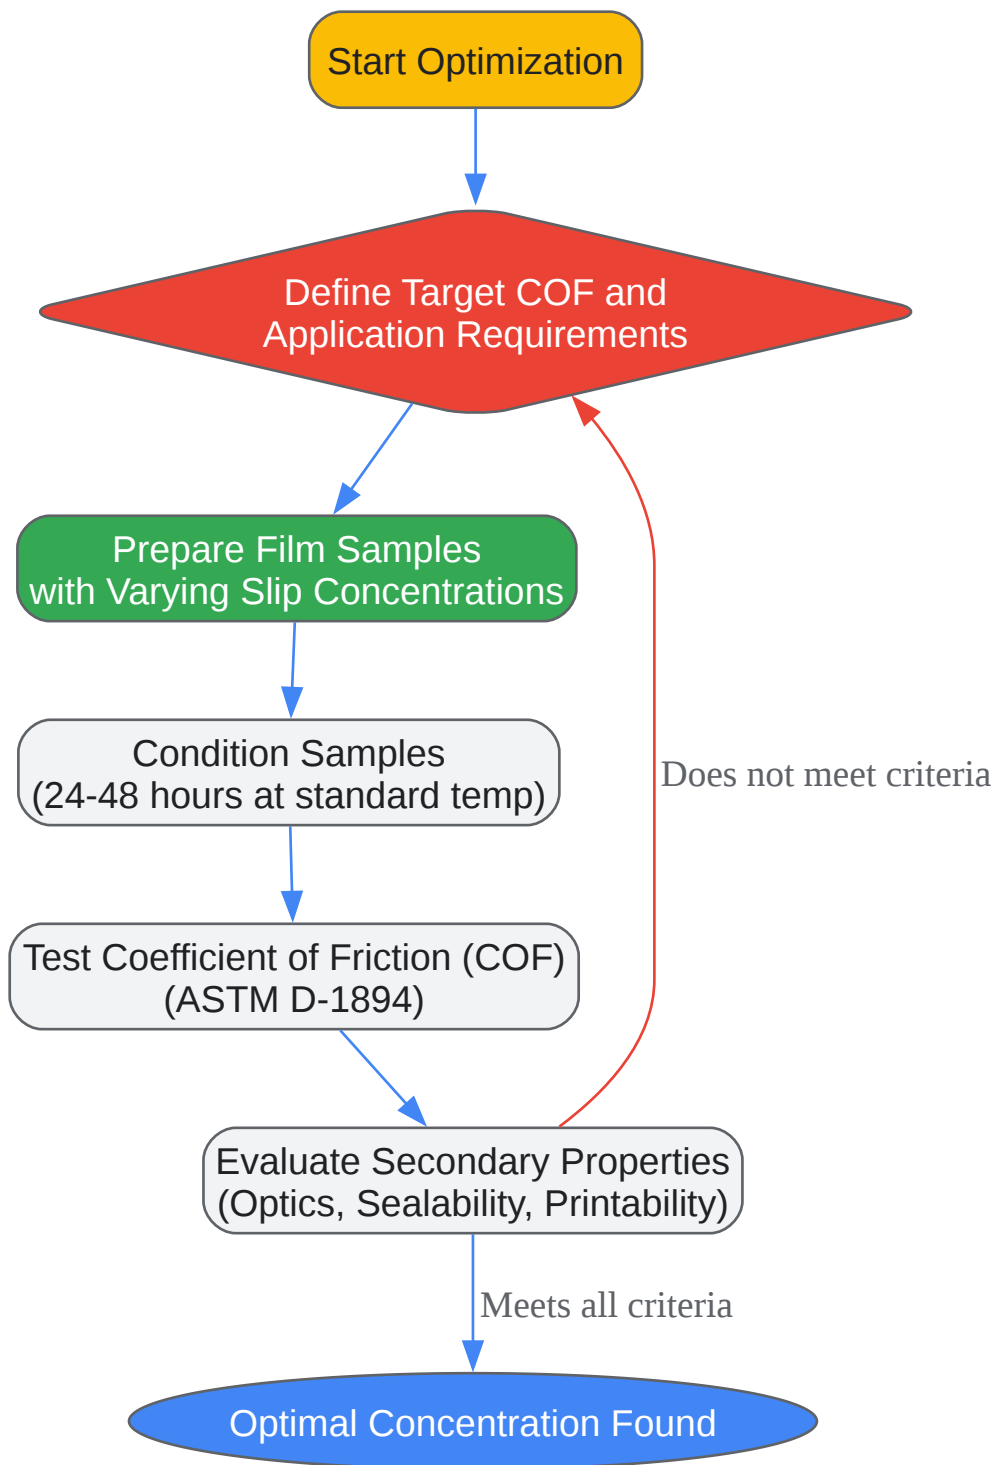 Start Optimization
Define Target COF and
Application Requirements
Prepare Film Samples
with Varying Slip Concentrations
Condition Samples
(24-48 hours at standard temp)
Does not meet criteria
Test Coefficient of Friction (COF)
(ASTM D-1894)
Evaluate Secondary Properties
(Optics, Sealability, Printability)
Meets all criteria
Optimal Concentration Found